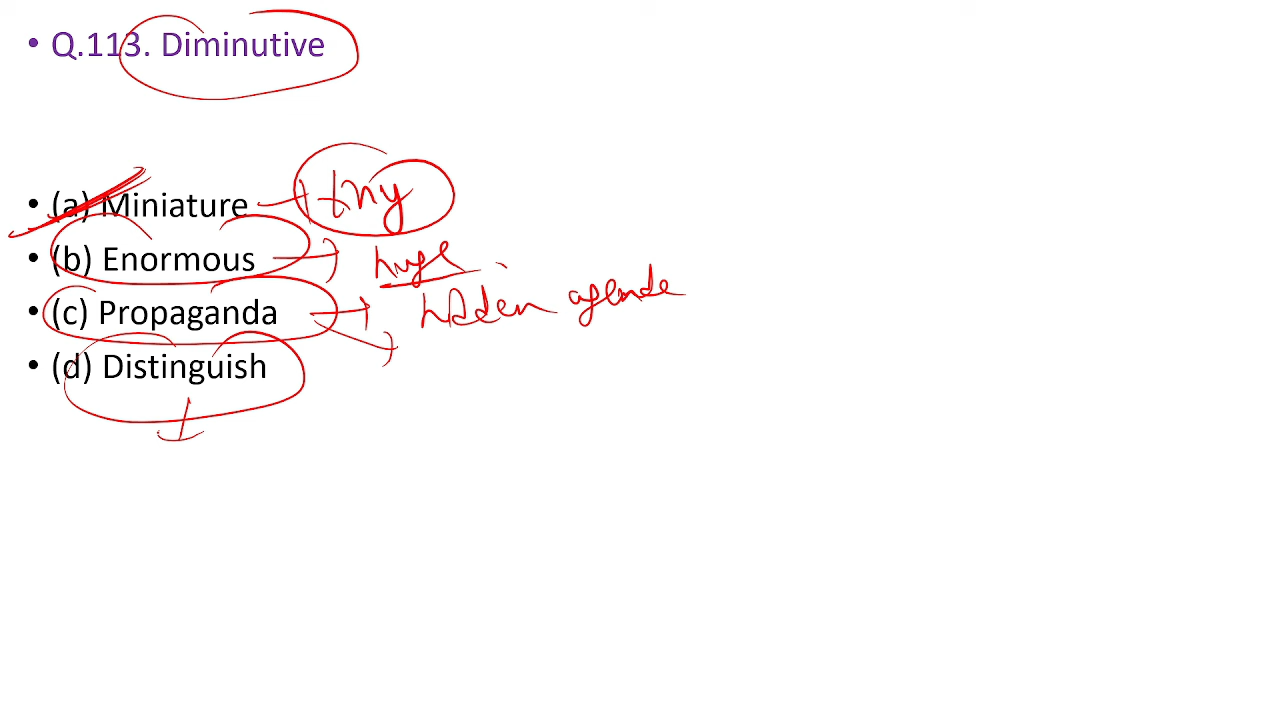 • Q.113. Diminutive
• (a) Miniature tiny
• (b) Enormous huge
• (c) Propaganda hidden agenda
• (d) Distinguish